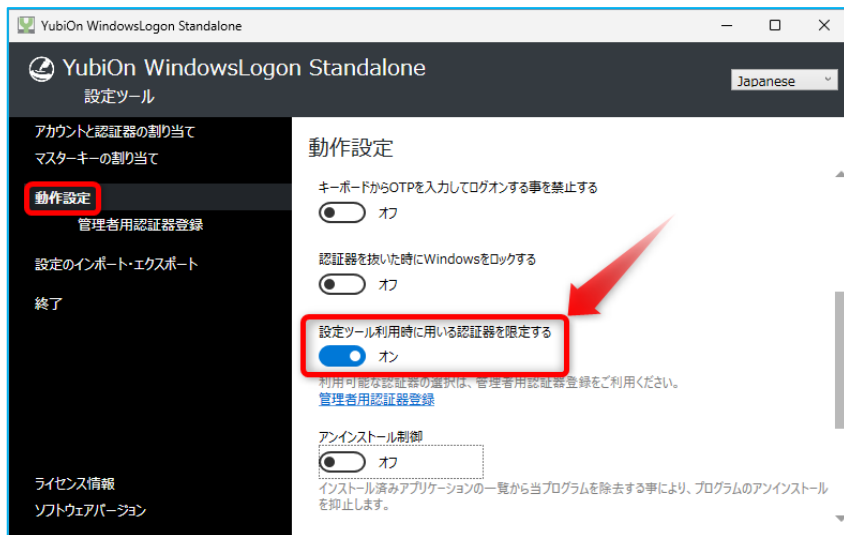 YubiOn WindowsLogon Standalone
YubiOn WindowsLogon Standalone
設定ツール
Japanese
アカウントと認証器の割り当て
マスターキーの割り当て
動作設定
管理者用認証器登録
設定のインポート・エクスポート
終了
ライセンス情報
ソフトウェアバージョン
動作設定
キーボードからOTPを入力してログオンする事を禁止する
オフ
認証器を抜いた時にWindowsをロックする
オフ
設定ツール利用時に用いる認証器を限定する
オン
利用可能な認証器の選択は、管理者用認証器登録をご利用ください。
管理者用認証器登録
アンインストール制御
オフ
インストール済みアプリケーションの一覧から当プログラムを除去する事により、プログラムのアンインストール
を抑止します。